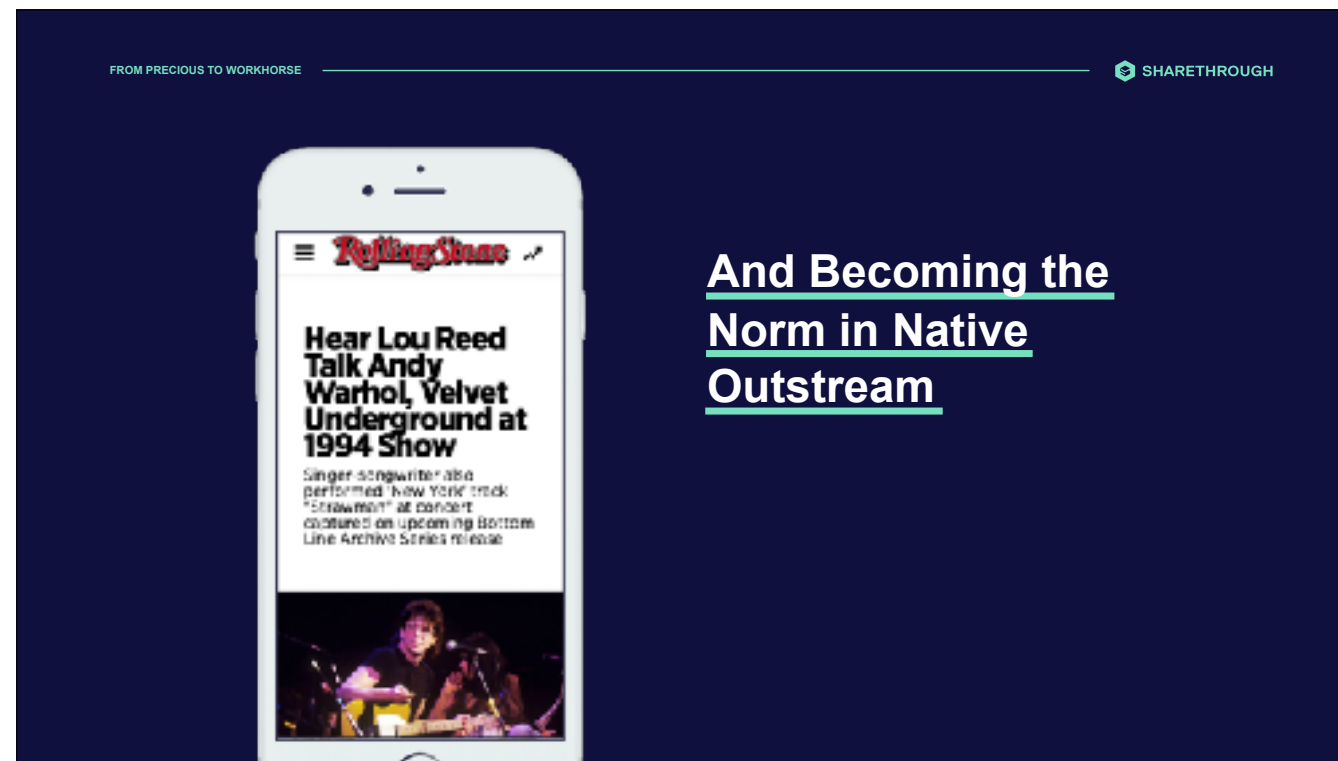 FROM PRECIOUS TO WORKHORSE
SHARETHROUGH
RollingStone
Hear Lou Reed
Talk Andy
Warhol, Velvet
Underground at
1994 Show
Singer-songwriter also
performed 'New York' track
"Strawman" at concert
captured on upcoming Bottom
Line Archive Series release
And Becoming the
Norm in Native
Outstream